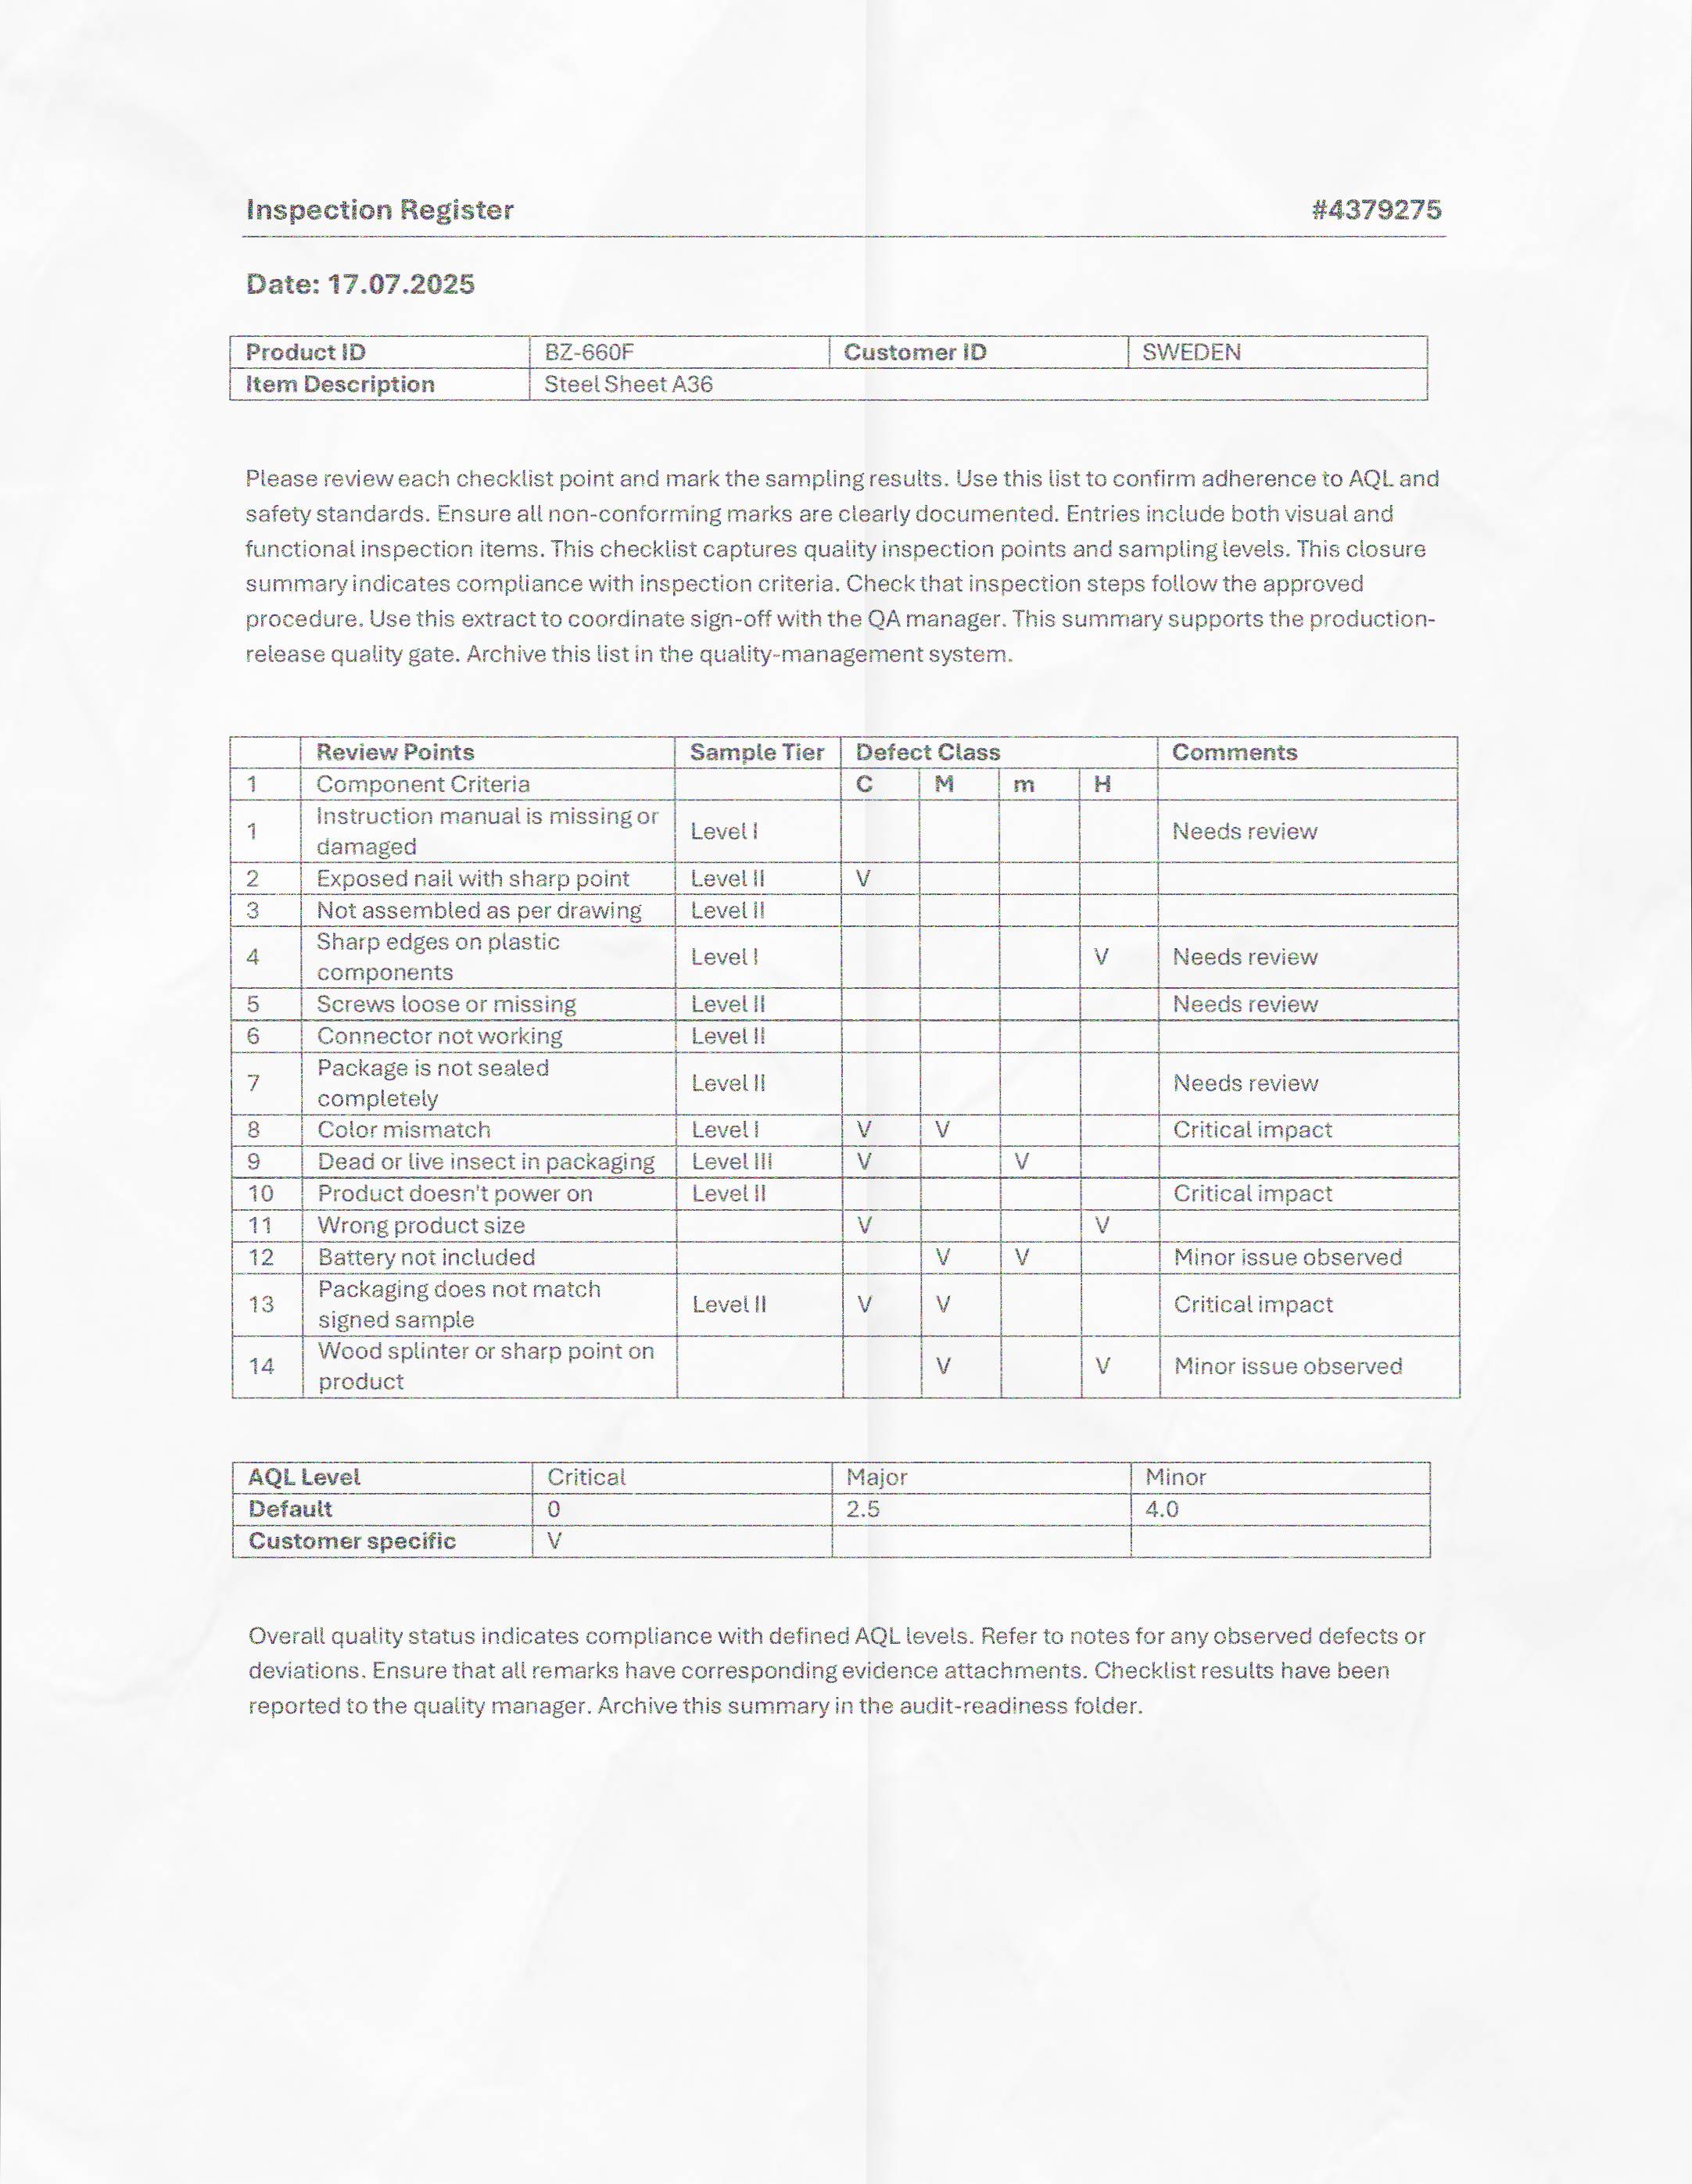 Inspection Register #4379275
Date: 17.07.2025
Product ID BZ-660F Customer ID SWEDEN
Item Description Steel Sheet A36
Please review each checklist point and mark the sampling results. Use this list to confirm adherence to AQL and
safety standards. Ensure all non-conforming marks are clearly documented. Entries include both visual and
functional inspection items. This checklist captures quality inspection points and sampling levels. This closure
summary indicates compliance with inspection criteria. Check that inspection steps follow the approved
procedure. Use this extract to coordinate sign-off with the QA manager. This summary supports the production-
release quality gate. Archive this list in the quality-management system.
Review Points Sample Tier Defect Class Comments
1 Component Criteria C M m H
1 Instruction manual is missing or
damaged Level I Needs review
2 Exposed nail with sharp point Level II V
3 Not assembled as per drawing Level II
4 Sharp edges on plastic
components Level I V Needs review
5 Screws loose or missing Level II Needs review
6 Connector not working Level II
7 Package is not sealed
completely Level II Needs review
8 Color mismatch Level I V V Critical impact
9 Dead or live insect in packaging Level III V V
10 Product doesn't power on Level II Critical impact
11 Wrong product size V V
12 Battery not included V V Minor issue observed
13 Packaging does not match
signed sample Level II V V Critical impact
14 Wood splinter or sharp point on
product V V Minor issue observed
AQL Level Critical Major Minor
Default 0 2.5 4.0
Customer specific V
Overall quality status indicates compliance with defined AQL levels. Refer to notes for any observed defects or
deviations. Ensure that all remarks have corresponding evidence attachments. Checklist results have been
reported to the quality manager. Archive this summary in the audit-readiness folder.